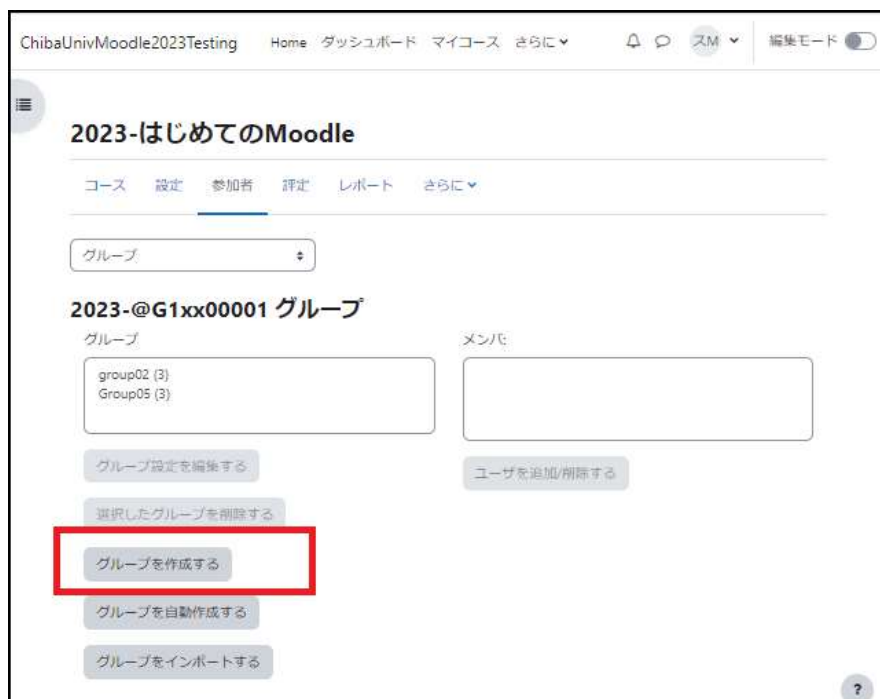 ChibaUnivMoodle2023Testing Home ダッシュボード マイコース さらに スM 編集モード
2023-はじめてのMoodle
コース 設定 参加者 評定 レポート さらに
グループ
2023-@G1xx00001 グループ
グループ メンバ:
group02 (3)
Group05 (3)
グループ設定を編集する ユーザを追加/削除する
選択したグループを削除する
グループを作成する
グループを自動作成する
グループをインポートする
?